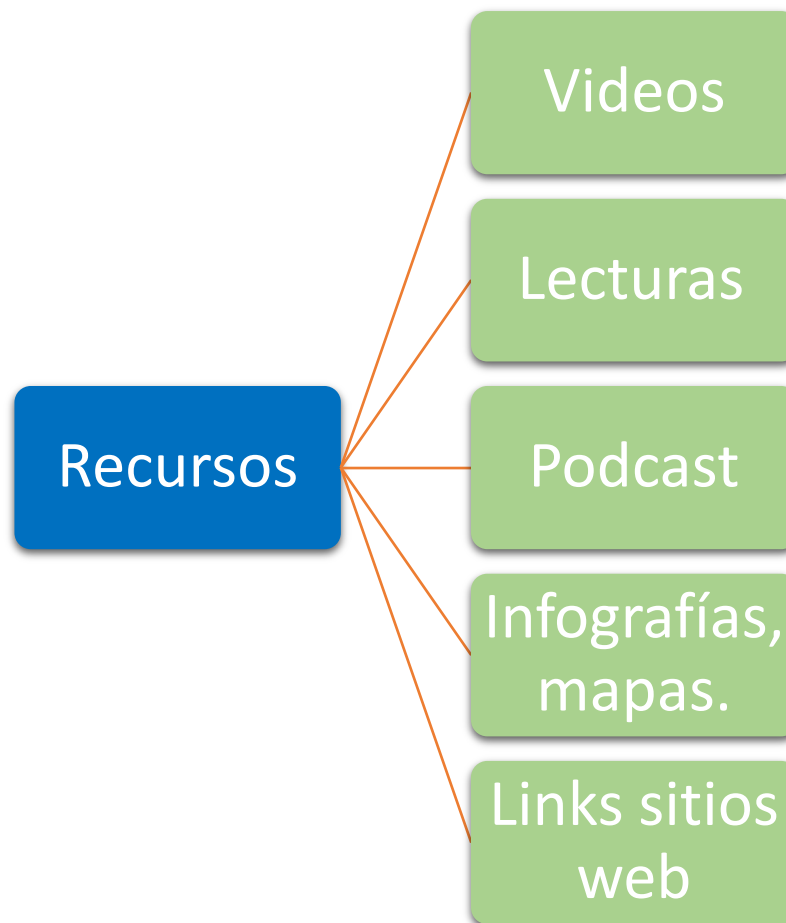 Recursos
Videos
Lecturas
Podcast
Infografías,
mapas.
Links sitios
web